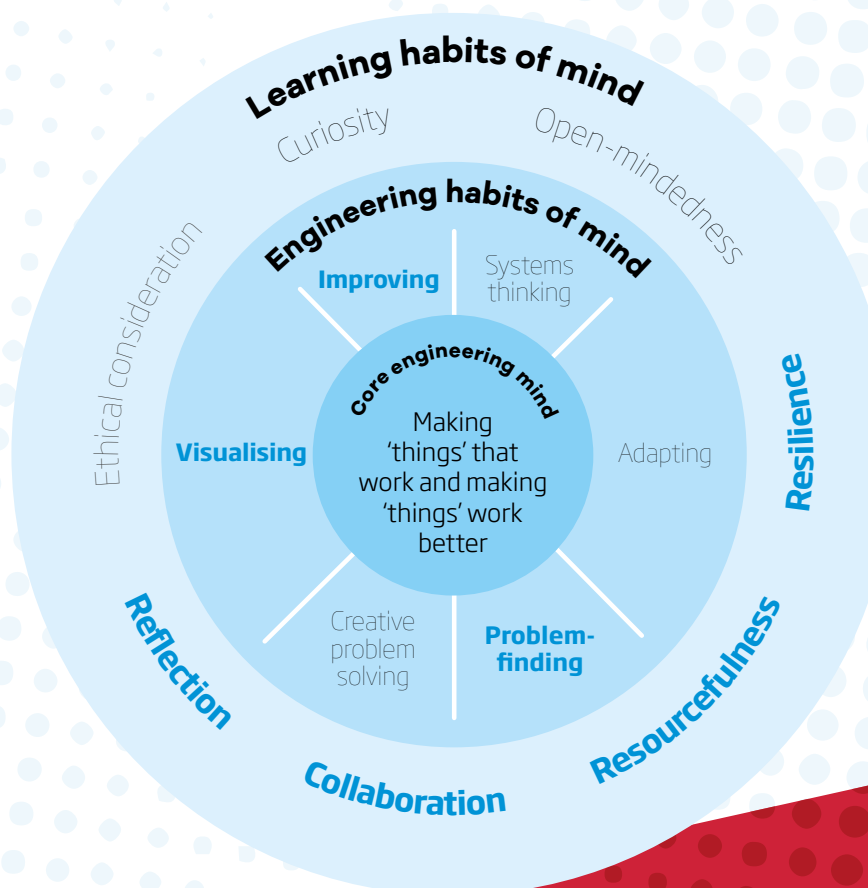 Learning habits of mind
Curiosity
Open-mindedness
Ethical consideration
Resilience
Reflection
Resourcefulness
Collaboration
Engineering habits of mind
Improving
Systems
thinking
Visualising
Adapting
Creative
problem
solving
Problem-
finding
Core engineering mind
Making
'things' that
work and making
'things' work
better